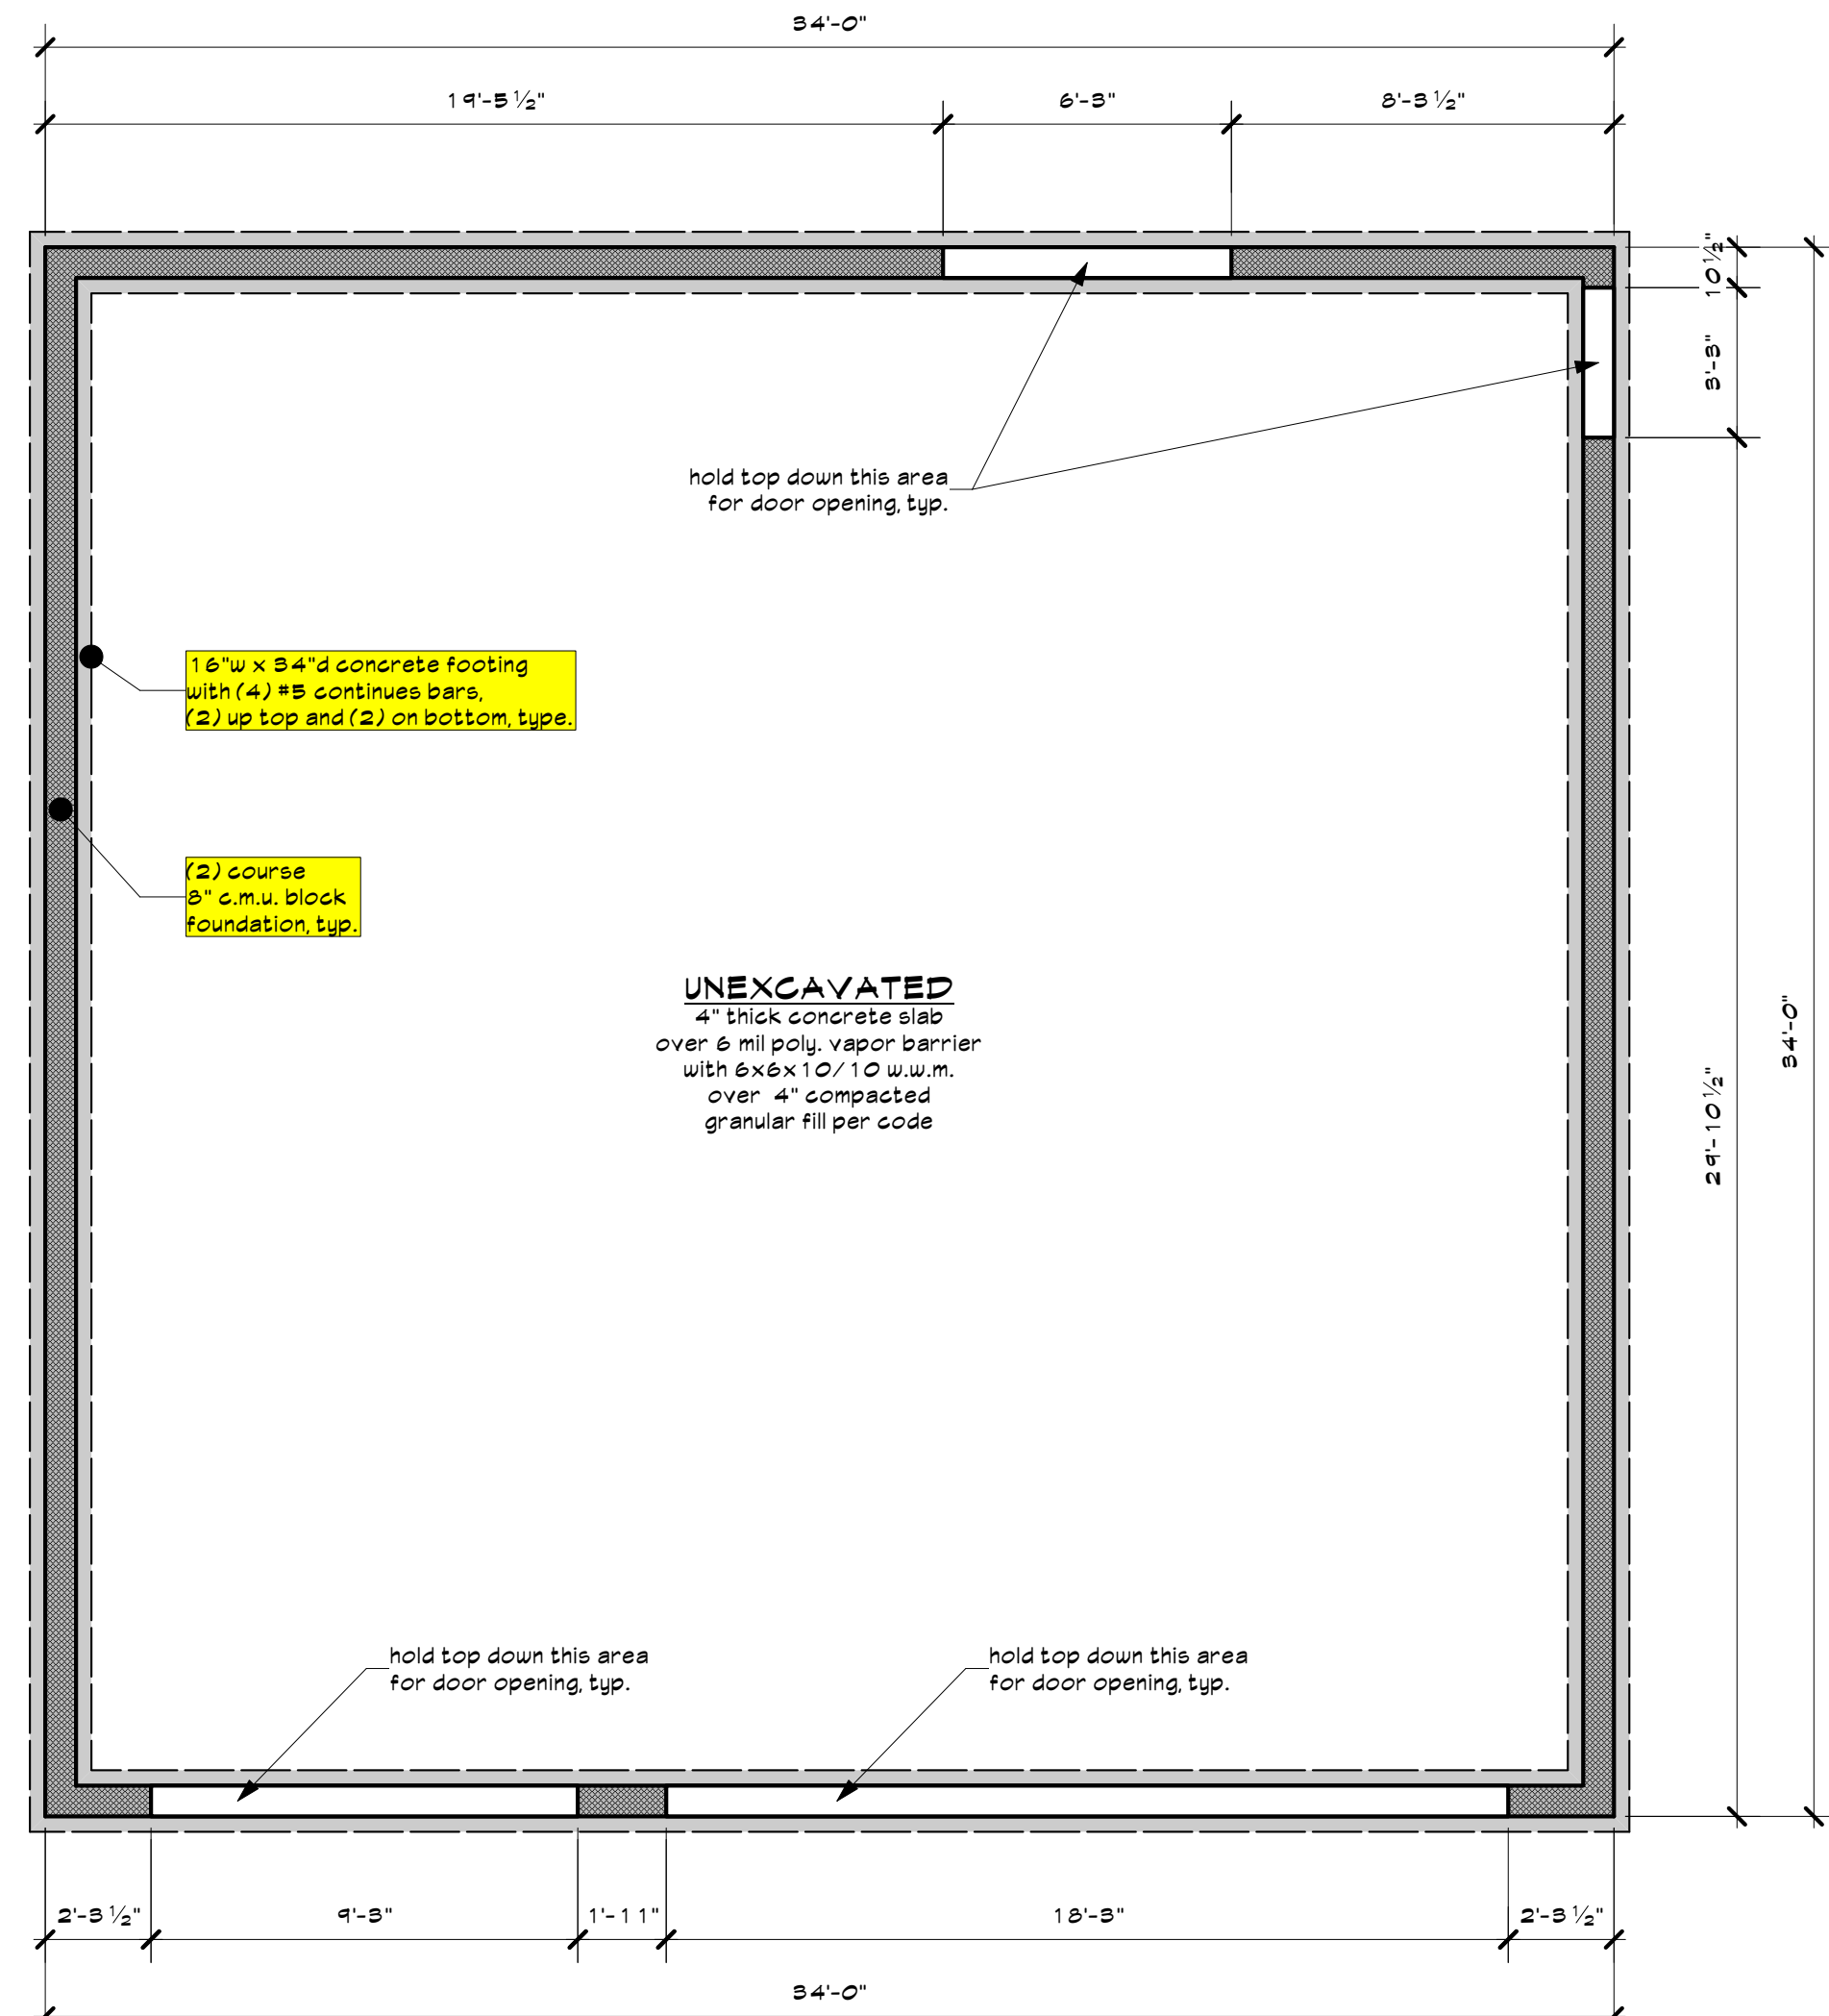 34'-0"
19'-5 ½"
6'-3"
8'-3 ½"
10 ½"
3'-3"
hold top down this area
for door opening, typ.
16"w x 34"d concrete footing
with (4) #5 continues bars,
(2) up top and (2) on bottom, type.
(2) course
8" c.m.u. block
foundation, typ.
UNEXCAVATED
4" thick concrete slab
over 6 mil poly. vapor barrier
with 6x6x10/10 w.w.m.
over 4" compacted
granular fill per code
34'-0"
29'-10 ½"
hold top down this area
for door opening, typ.
hold top down this area
for door opening, typ.
2'-3 ½"
9'-3"
1'-11"
18'-3"
2'-3 ½"
34'-0"